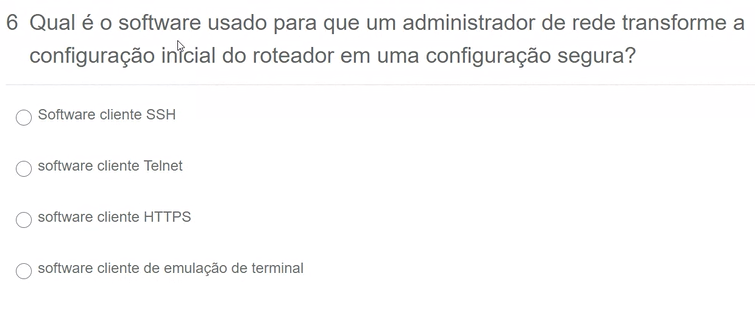 6 Qual é o software usado para que um administrador de rede transforme a
configuração inicial do roteador em uma configuração segura?
Software cliente SSH
software cliente Telnet
software cliente HTTPS
software cliente de emulação de terminal